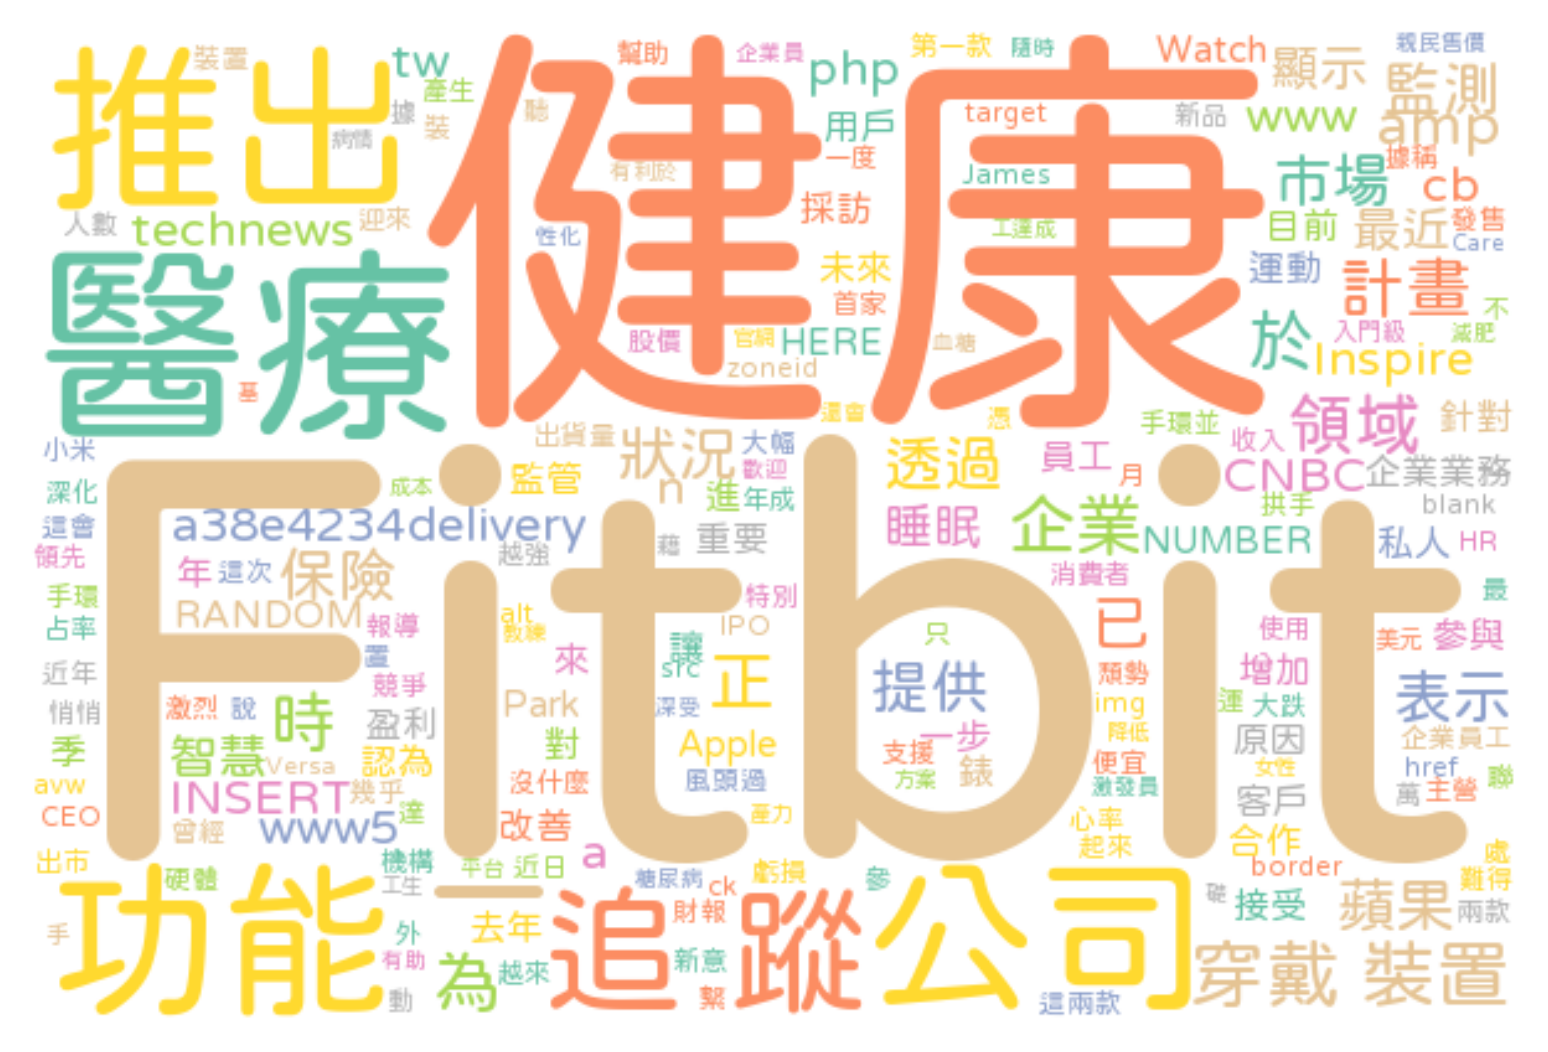 推出
裝置
tw
產生
據
裝
病情
聽
健康
幫助
企業員
php
第一款
隨時
Watch
顯示
親民售價
監測
用戶
target
新品
www
amp
一度
有利於
James
據稱
市場
cb
採訪
人數
technews
迎來
性化
工達成
目前
最近
發售
Care
醫療
未來
運動
計畫
首家
不
股價
官網
HERE
於
入門級
減肥
血糖
zoneid
Inspire
基
還會
憑
手環並
領域
針對
小米
出貨量
狀況
大幅
透過
員工
收入
監管
歡迎
月
CNBC
企業業務
深化
成本
n
進
年成
拱手
blank
這會
a38e4234delivery
重要
睡眠
企業
NUMBER
私人
HR
領先
越強
藉
年
這次
保險
消費者
手環
特別
最
RANDOM
alt
已
占率
報導
教練
IPO
只
使用
美元
參與
置
來
讓
src
正
近年
競爭
頹勢
增加
提供
表示
Fitbit
悄悄
激烈
說
時
盈利
Park
深受
img
運
大跌
季
智慧
對
Apple
一步
降低
原因
企業員工
Versa
認為
支援
便宜
女性
href
avw
INSERT
幾乎
沒什麼
風頭過
方案
錶
激發員
客戶
萬
主營
聯
CEO
曾經
www5
達
改善
產力
心率
起來
合作
出市
機構
平台
近日
a
border
處
硬體
工生
糖尿病
ck
虧損
參
難得
功能
一
追蹤
公司
財報
接受
蘋果
兩款
手
外
去年
有助
為
越來
新意
穿戴
裝置
動
繫
這兩款